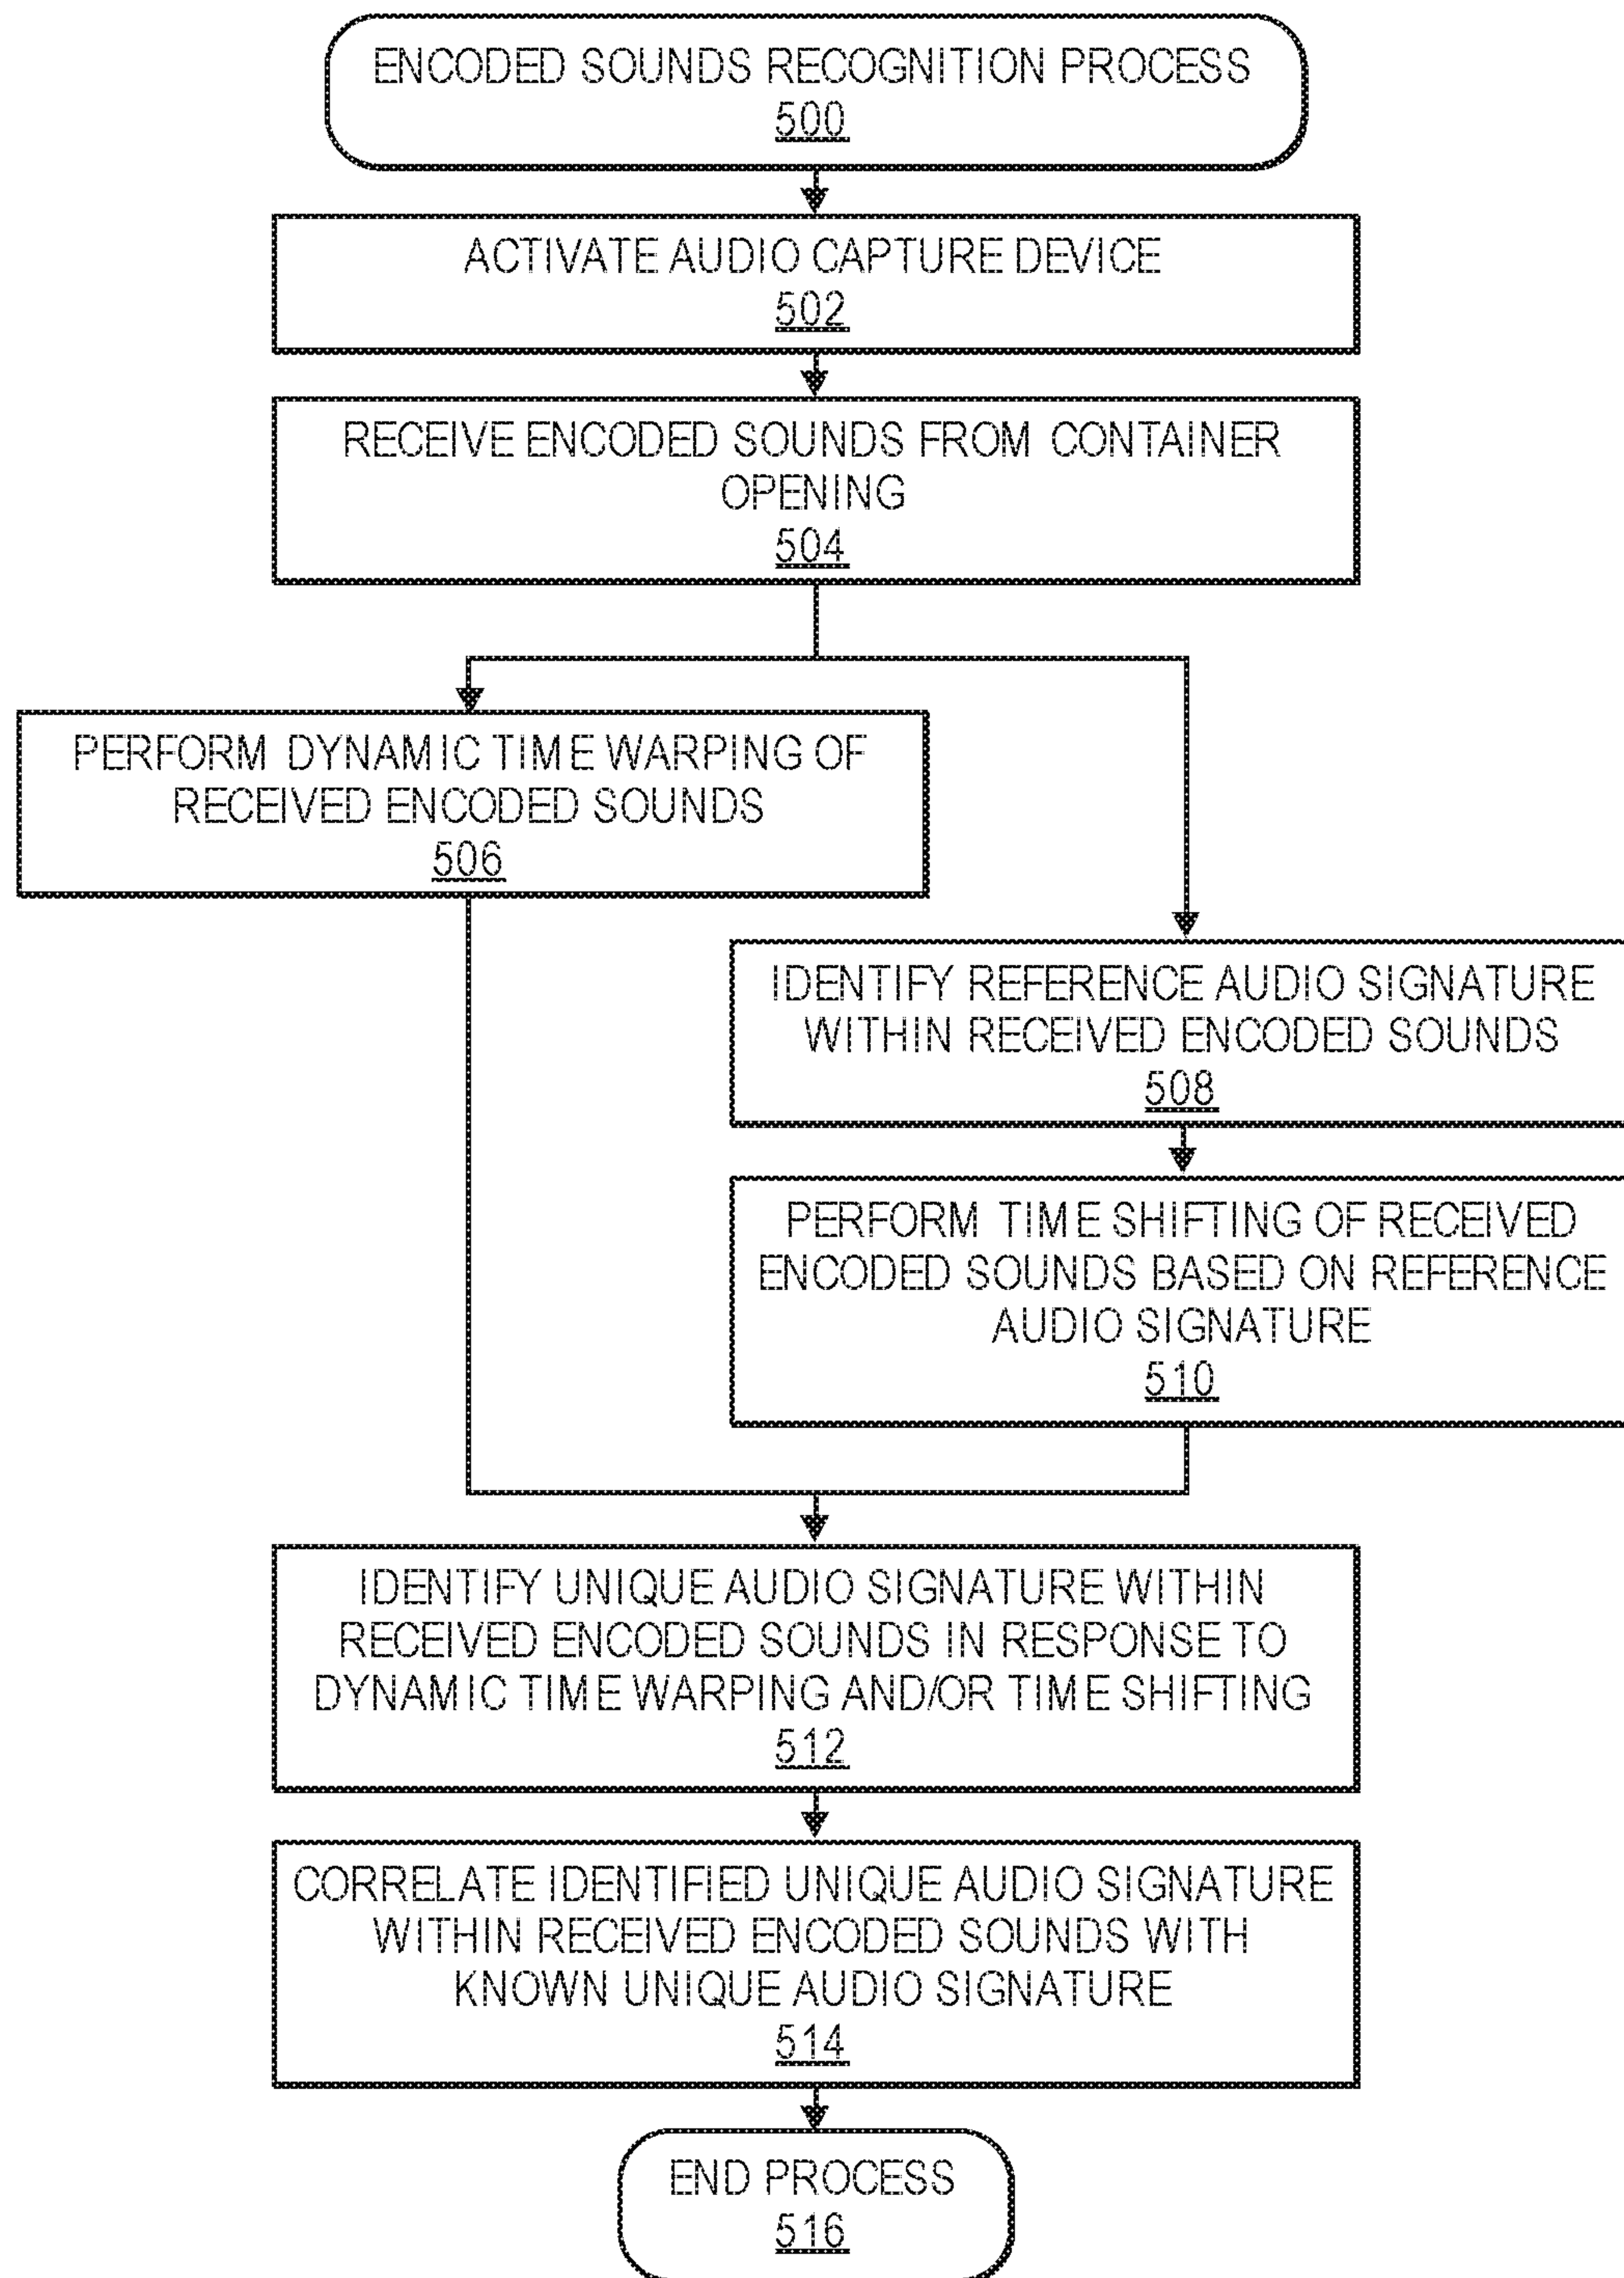 ENCODED SOUNDS RECOGNITION PROCESS
500
ACTIVATE AUDIO CAPTURE DEVICE
502
RECEIVE ENCODED SOUNDS FROM CONTAINER
OPENING
504
PERFORM DYNAMIC TIME WARPING OF
RECEIVED ENCODED SOUNDS
506
IDENTIFY REFERENCE AUDIO SIGNATURE
WITHIN RECEIVED ENCODED SOUNDS
508
PERFORM TIME SHIFTING OF RECEIVED
ENCODED SOUNDS BASED ON REFERENCE
AUDIO SIGNATURE
510
IDENTIFY UNIQUE AUDIO SIGNATURE WITHIN
RECEIVED ENCODED SOUNDS IN RESPONSE TO
DYNAMIC TIME WARPING AND/OR TIME SHIFTING
512
CORRELATE IDENTIFIED UNIQUE AUDIO SIGNATURE
WITHIN RECEIVED ENCODED SOUNDS WITH
KNOWN UNIQUE AUDIO SIGNATURE
514
END PROCESS
516